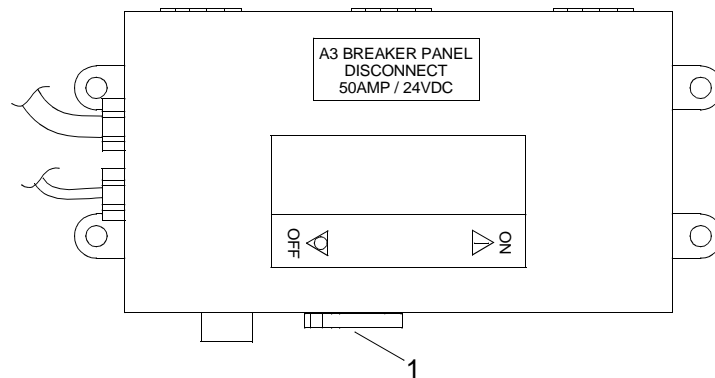 A3 BREAKER PANEL
DISCONNECT
50AMP / 24VDC
OFF
ON
1